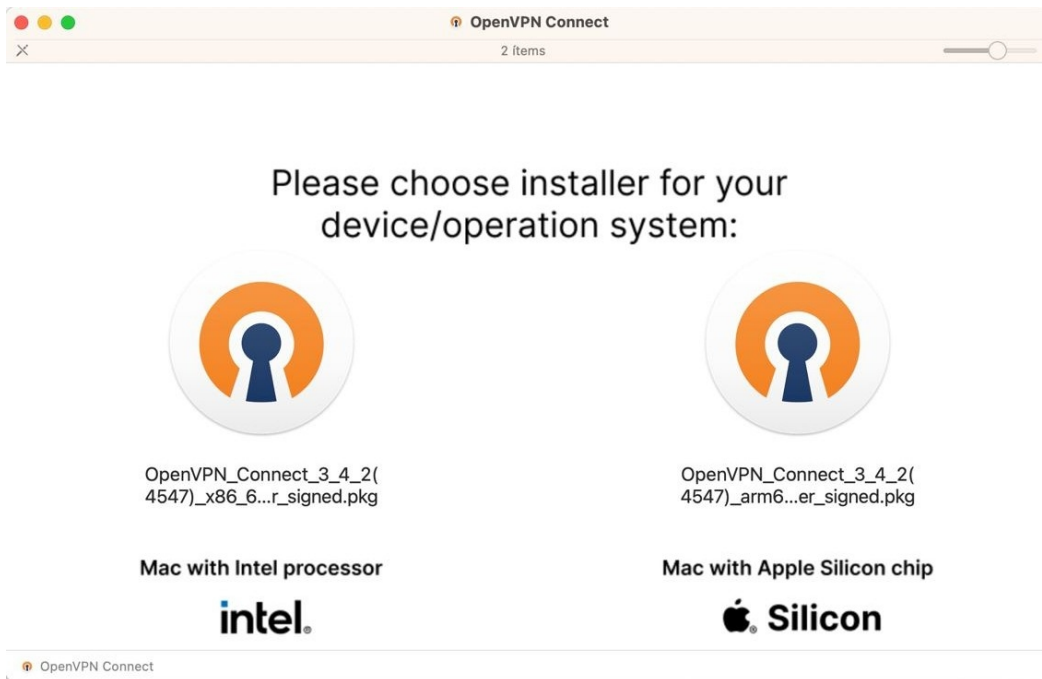 OpenVPN Connect
2 ítems
Please choose installer for your
device/operation system:
OpenVPN_Connect_3_4_2(
4547)_x86_6...r_signed.pkg
OpenVPN_Connect_3_4_2(
4547)_arm6...er_signed.pkg
Mac with Intel processor
Mac with Apple Silicon chip
intel.
Silicon
OpenVPN Connect